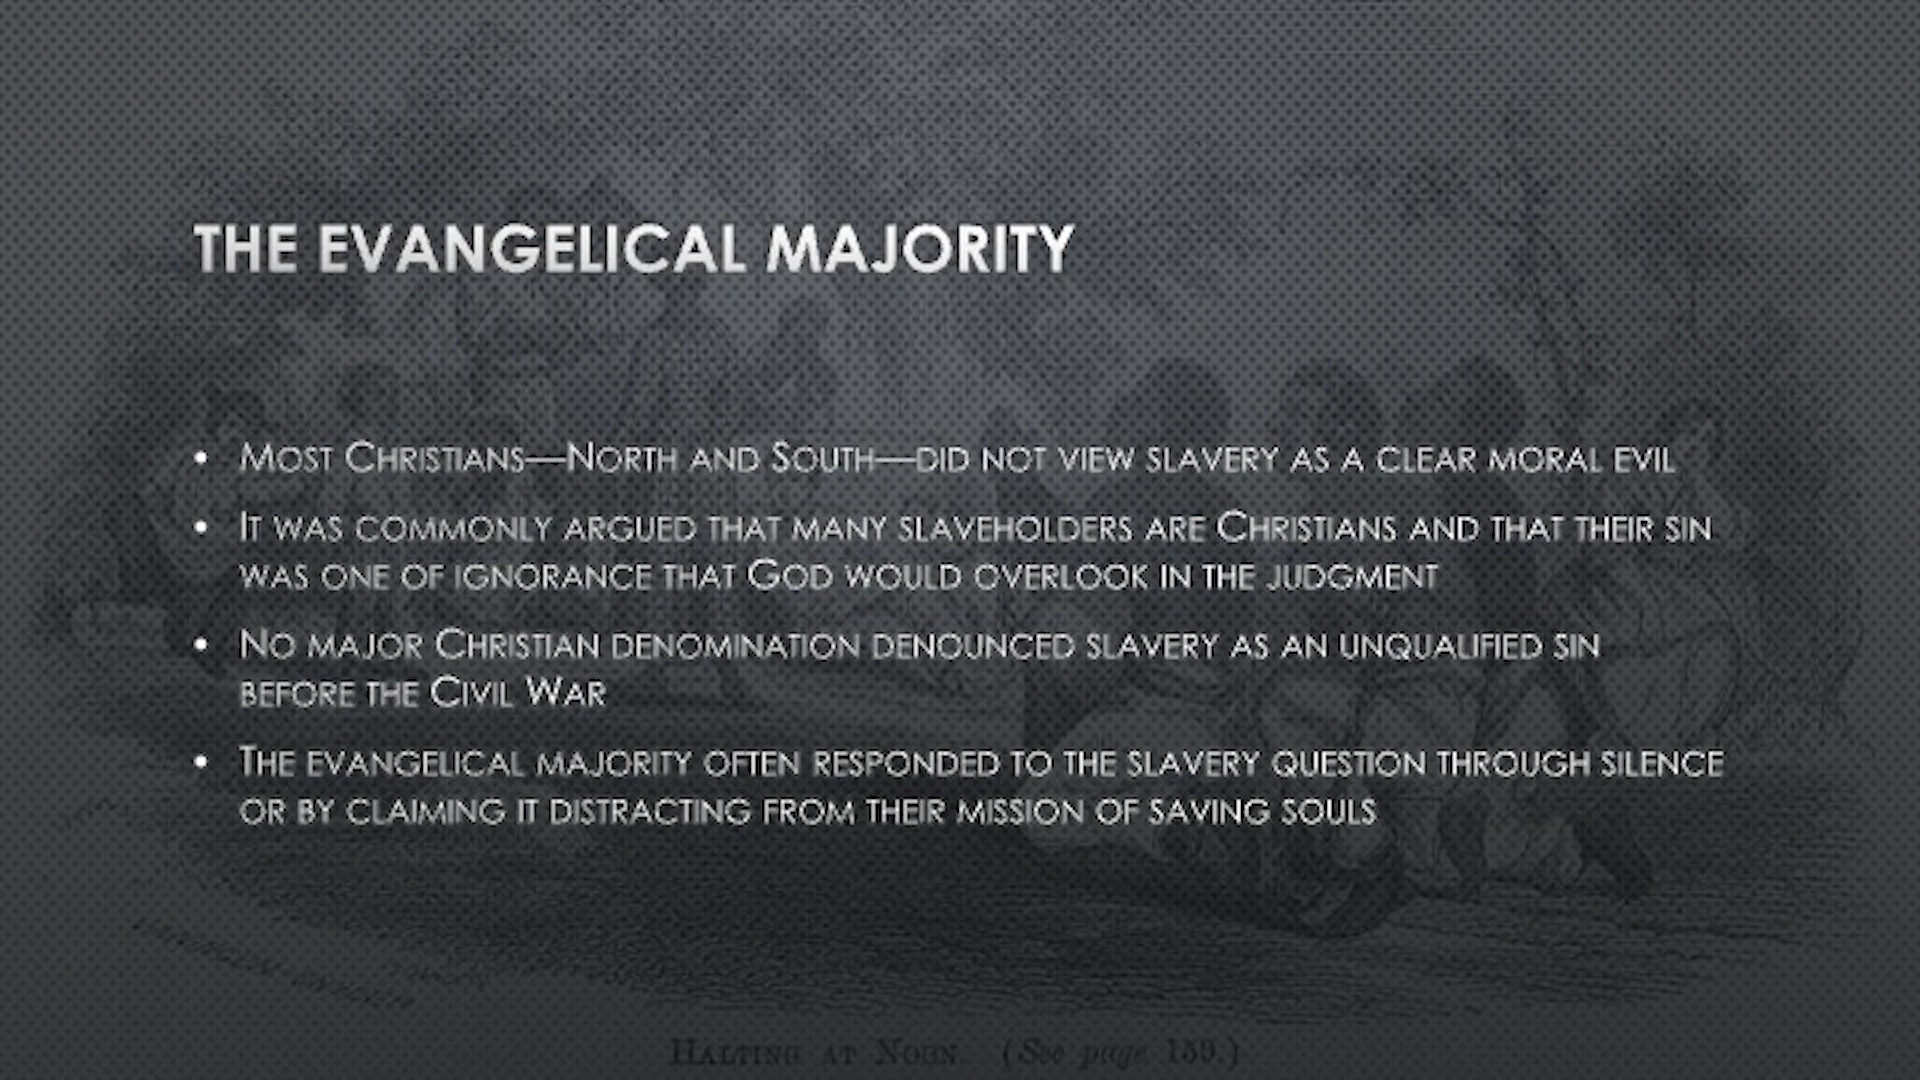 THE EVANGELICAL MAJORITY
• MOST CHRISTIANS—NORTH AND SOUTH—DID NOT VIEW SLAVERY AS A CLEAR MORAL EVIL
• IT WAS COMMONLY ARGUED THAT MANY SLAVEHOLDERS ARE CHRISTIANS AND THAT THEIR SIN
WAS ONE OF IGNORANCE THAT GOD WOULD OVERLOOK IN THE JUDGMENT
• NO MAJOR CHRISTIAN DENOMINATION DENOUNCED SLAVERY AS AN UNQUALIFIED SIN
BEFORE THE CIVIL WAR
• THE EVANGELICAL MAJORITY OFTEN RESPONDED TO THE SLAVERY QUESTION THROUGH SILENCE
OR BY CLAIMING IT DISTRACTING FROM THEIR MISSION OF SAVING SOULS
HALTING AT NOON (See page 159.)